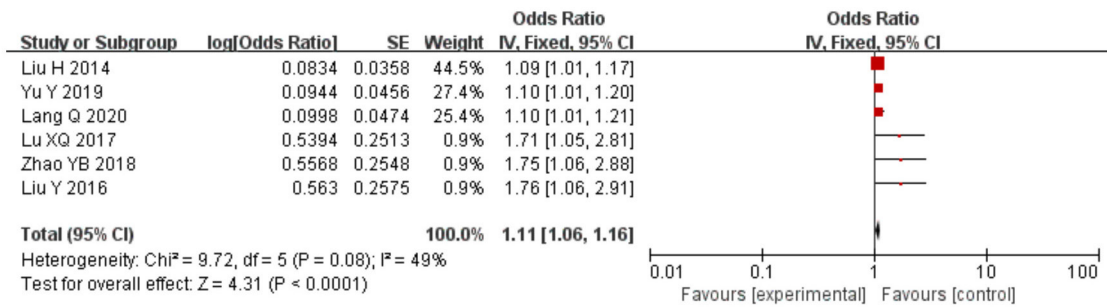 Odds Ratio Odds Ratio
Study or Subgroup log[Odds Ratio] SE Weight IV, Fixed, 95% CI IV, Fixed, 95% CI
Liu H 2014 0.0834 0.0358 44.5% 1.09 [1.01, 1.17]
Yu Y 2019 0.0944 0.0456 27.4% 1.10 [1.01, 1.20]
Lang Q 2020 0.0998 0.0474 25.4% 1.10 [1.01, 1.21]
Lu XQ 2017 0.5394 0.2513 0.9% 1.71 [1.05, 2.81]
Zhao YB 2018 0.5568 0.2548 0.9% 1.75 [1.06, 2.88]
Liu Y 2016 0.563 0.2575 0.9% 1.76 [1.06, 2.91]
Total (95% CI) 100.0% 1.11 [1.06, 1.16]
Heterogeneity: Chi² = 9.72, df = 5 (P = 0.08); I² = 49%
Test for overall effect: Z = 4.31 (P < 0.0001)
0.01 0.1 1 10 100
Favours [experimental] Favours [control]